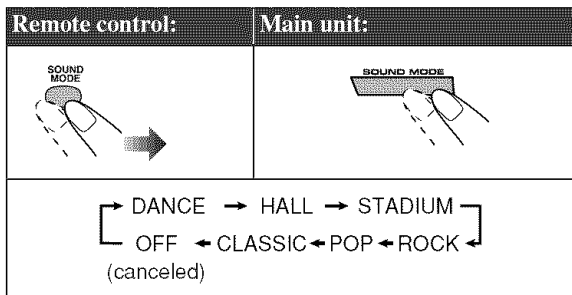 Remote control:
Main unit:
SOUND
MODE
SOUND MODE
DANCE → HALL → STADIUM
OFF ← CLASSIC ← POP ← ROCK
(canceled)